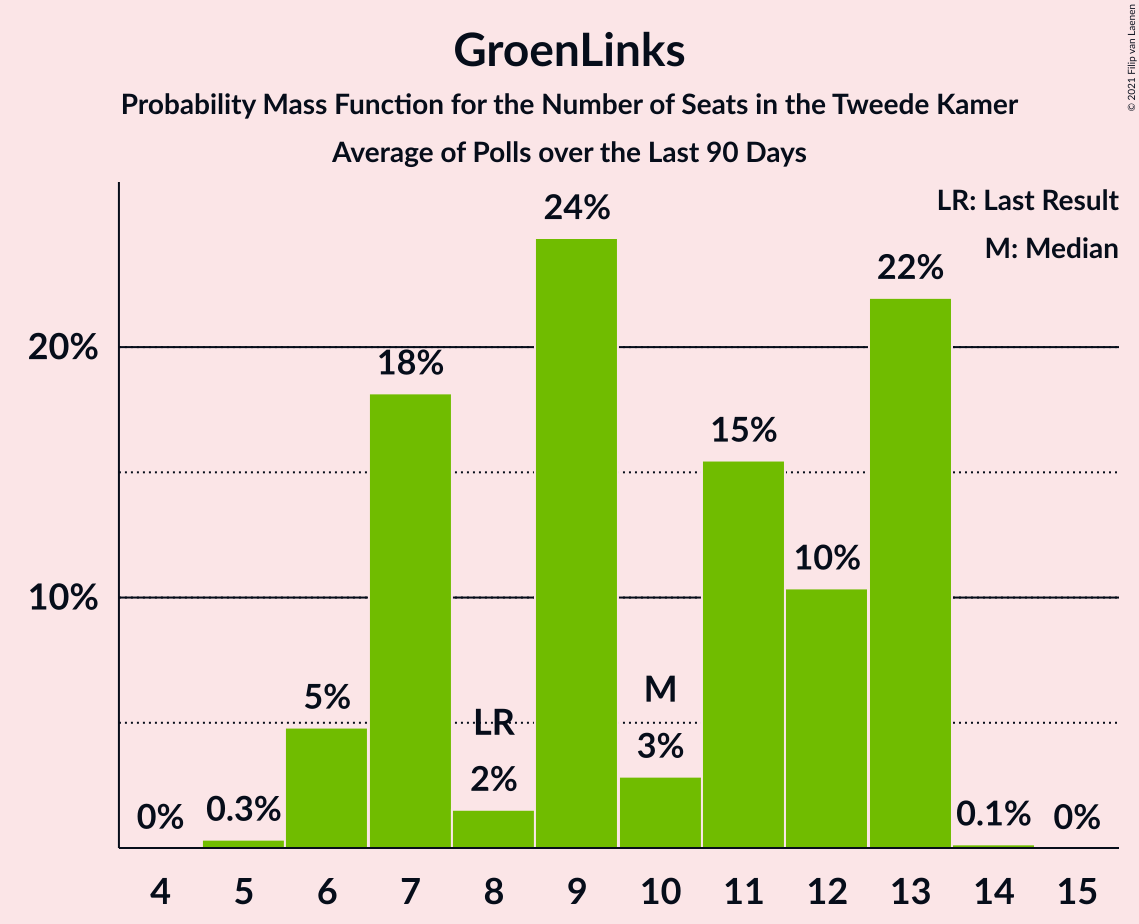 GroenLinks
Probability Mass Function for the Number of Seats in the Tweede Kamer
Average of Polls over the Last 90 Days
© 2021 Filip van Laenen
LR: Last Result
M: Median
20%
10%
0%
0.3%
5%
18%
LR
2%
24%
M
3%
15%
10%
22%
0.1%
0%
4 5 6 7 8 9 10 11 12 13 14 15